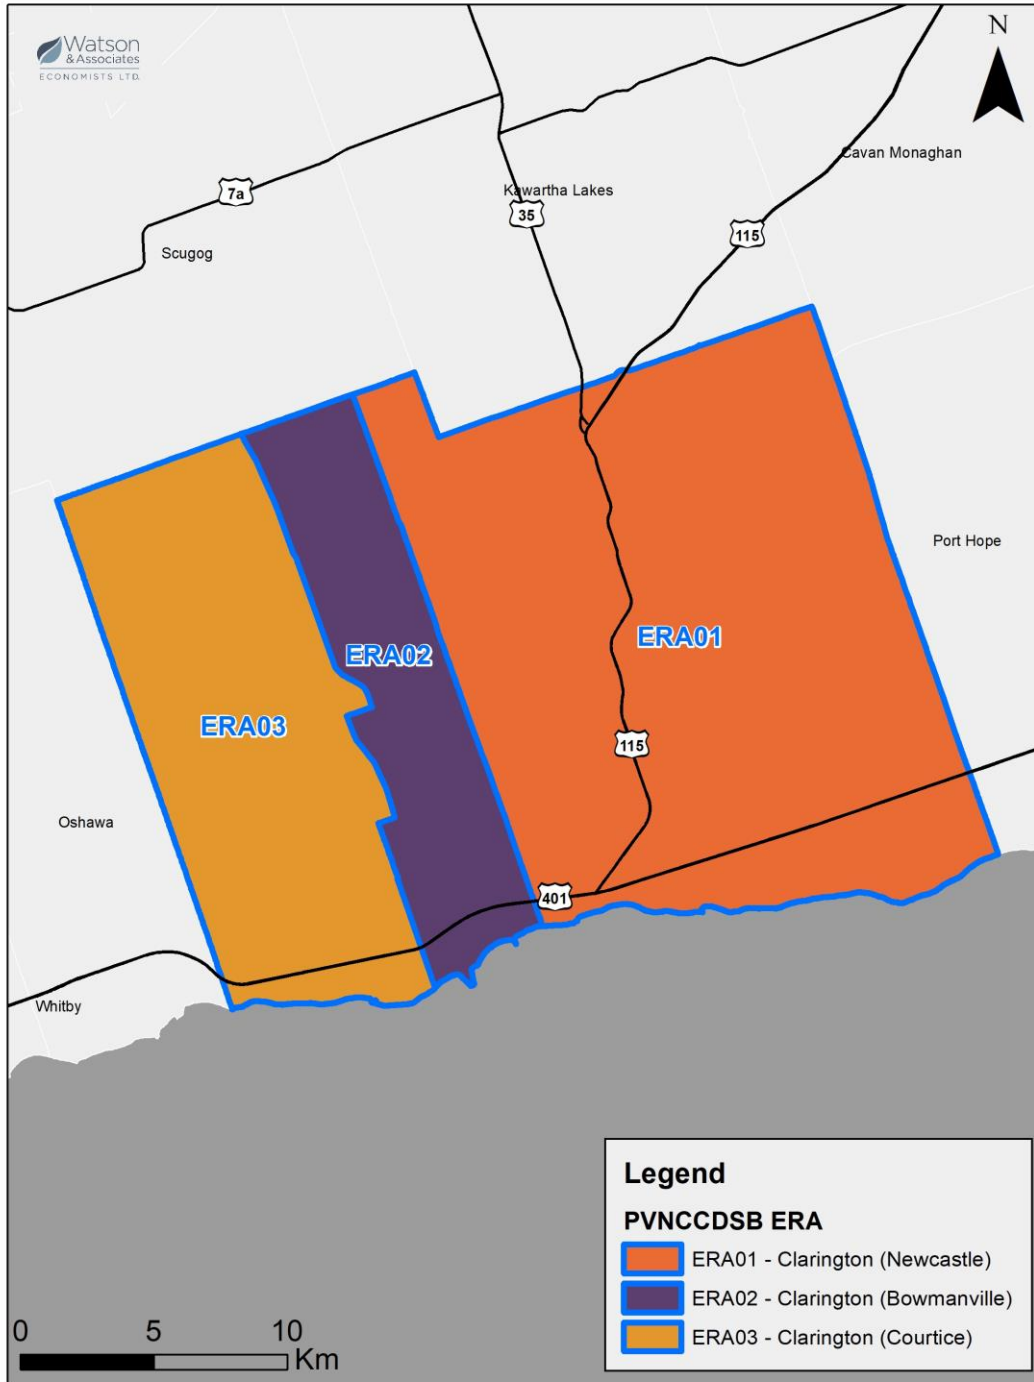 Watson
& Associates
ECONOMISTS LTD.
N
Cavan Monaghan
7a
Kawartha Lakes
35
115
Scugog
Port Hope
ERA01
ERA02
ERA03
115
Oshawa
401
Whitby
Legend
PVNCCDSB ERA
ERA01 - Clarington (Newcastle)
ERA02 - Clarington (Bowmanville)
ERA03 - Clarington (Courtice)
0 5 10
Km